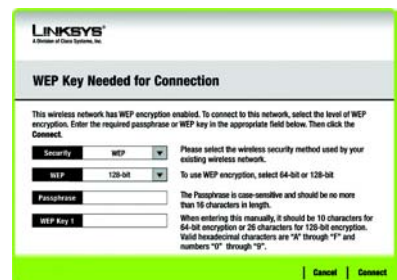 LINKSYS®
A Division of Cisco Systems, Inc.
WEP Key Needed for Connection
This wireless network has WEP encryption enabled. To connect to this network, select the level of WEP
encryption. Enter the required passphrase or WEP key in the appropriate field below. Then click the
Connect.
Security WEP Please select the wireless security method used by your
existing wireless network.
WEP 128-bit To use WEP encryption, select 64-bit or 128-bit
Passphrase The Passphrase is case-sensitive and should be no more
than 16 characters in length.
WEP Key 1 When entering this manually, it should be 10 characters for
64-bit encryption or 26 characters for 128-bit encryption.
Valid hexadecimal characters are "A" through "F" and
numbers "0" through "9".
Cancel Connect